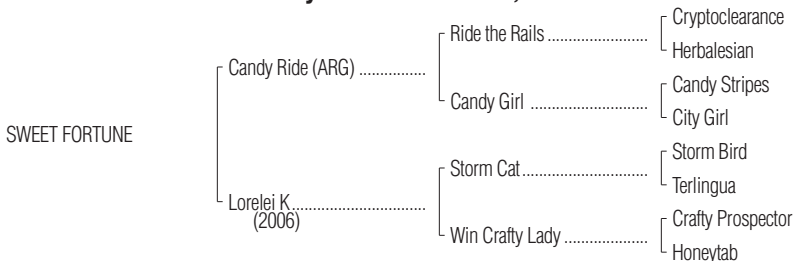 Cryptoclearance
Ride the Rails ....................
Herbalesian
Candy Ride (ARG) ................
Candy Stripes
Candy Girl .......................
City Girl
SWEET FORTUNE
Storm Bird
Storm Cat.........................
Terlingua
Lorelei K...............................
(2006)
Crafty Prospector
Win Crafty Lady ....................
Honeytab